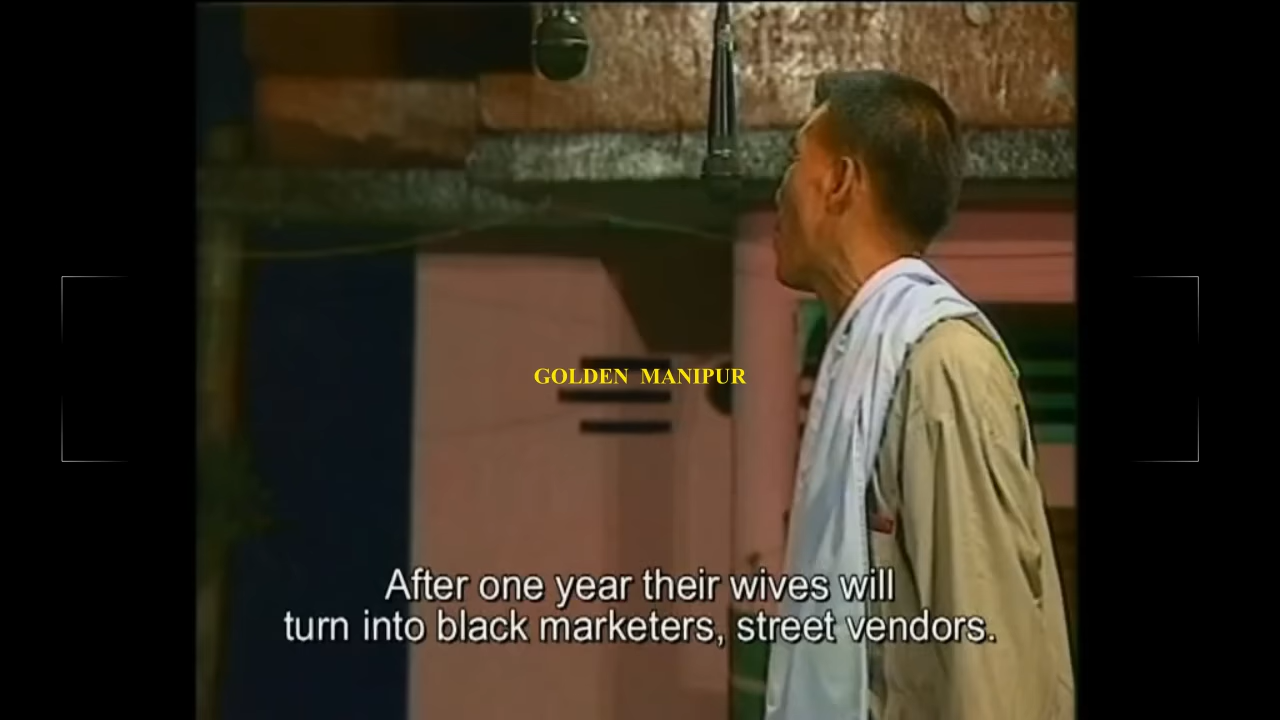 GOLDEN MANIPUR
After one year their wives will
turn into black marketers, street vendors.